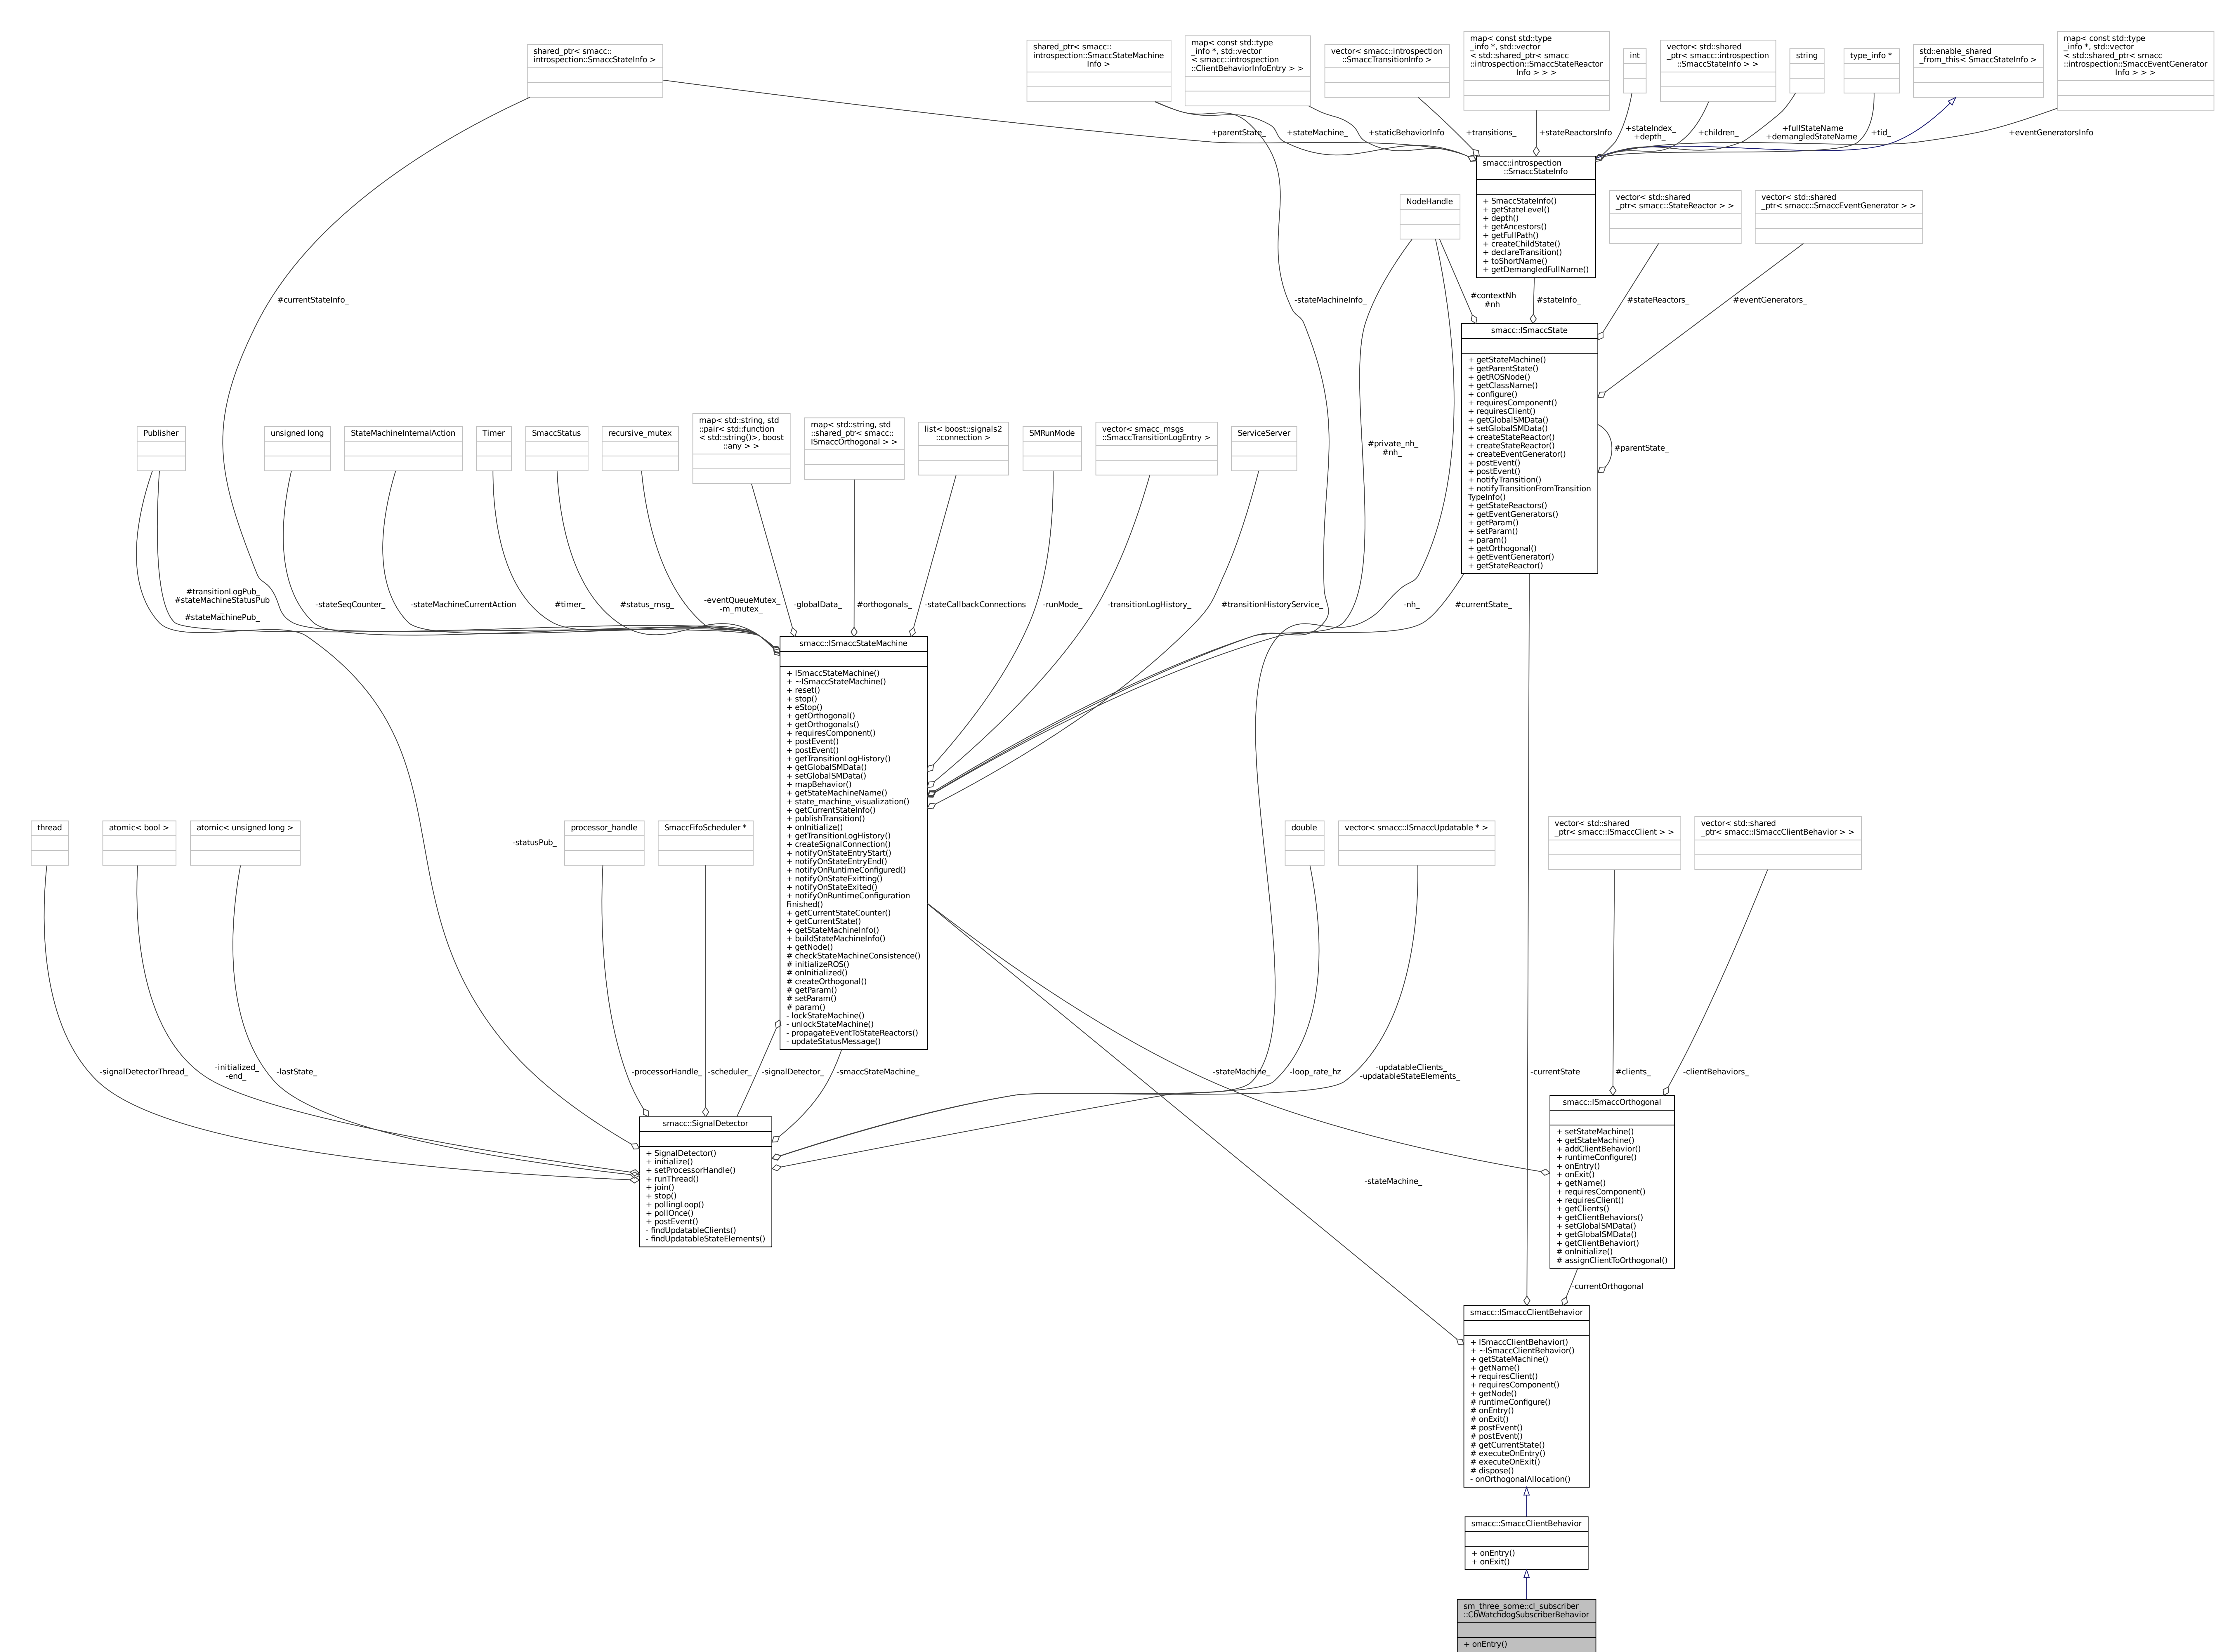 shared_ptr< smacc::
introspection::SmaccStateInfo >
shared_ptr< smacc::
introspection::SmaccStateMachine
Info >
map< const std::type
_info *, std::vector
< smacc::introspection
::ClientBehaviorInfoEntry > >
vector< smacc::introspection
::SmaccTransitionInfo >
map< const std::type
_info *, std::vector
< std::shared_ptr< smacc
::introspection::SmaccStateReactor
Info > > >
int
vector< std::shared
_ptr< smacc::introspection
::SmaccStateInfo > >
string
type_info *
std::enable_shared
_from_this< SmaccStateInfo >
map< const std::type
_info *, std::vector
< std::shared_ptr< smacc
::introspection::SmaccEventGenerator
Info > > >
+parentState_
+stateMachine_
+staticBehaviorInfo
+transitions_
+stateReactorsInfo
+stateIndex_
+depth_
+children_
+fullStateName
+demangledStateName
+tid_
+eventGeneratorsInfo
smacc::introspection
::SmaccStateInfo
+ SmaccStateInfo()
+ getStateLevel()
+ depth()
+ getAncestors()
+ getFullPath()
+ createChildState()
+ declareTransition()
+ toShortName()
+ getDemangledFullName()
NodeHandle
vector< std::shared
_ptr< smacc::StateReactor > >
vector< std::shared
_ptr< smacc::SmaccEventGenerator > >
#currentStateInfo_
-stateMachineInfo_
#contextNh
#nh
#stateInfo_
#stateReactors_
#eventGenerators_
smacc::ISmaccState
+ getStateMachine()
+ getParentState()
+ getROSNode()
+ getClassName()
+ configure()
+ requiresComponent()
+ requiresClient()
+ getGlobalSMData()
+ setGlobalSMData()
+ createStateReactor()
+ createStateReactor()
+ createEventGenerator()
+ postEvent()
+ postEvent()
+ notifyTransition()
+ notifyTransitionFromTransition
TypeInfo()
+ getStateReactors()
+ getEventGenerators()
+ getParam()
+ setParam()
+ param()
+ getOrthogonal()
+ getEventGenerator()
+ getStateReactor()
#parentState_
#private_nh_
#nh_
Publisher
unsigned long
StateMachineInternalAction
Timer
SmaccStatus
recursive_mutex
map< std::string, std
::pair< std::function
< std::string()>, boost
::any > >
map< std::string, std
::shared_ptr< smacc::
ISmaccOrthogonal > >
list< boost::signals2
::connection >
SMRunMode
vector< smacc_msgs
::SmaccTransitionLogEntry >
ServiceServer
#transitionLogPub_
#stateMachineStatusPub
_
#stateMachinePub_
-stateSeqCounter_
-stateMachineCurrentAction
#timer_
#status_msg_
-eventQueueMutex_
-m_mutex_
-globalData_
#orthogonals_
-stateCallbackConnections
-runMode_
-transitionLogHistory_
#transitionHistoryService_
-nh_
#currentState_
smacc::ISmaccStateMachine
+ ISmaccStateMachine()
+ ~ISmaccStateMachine()
+ reset()
+ stop()
+ eStop()
+ getOrthogonal()
+ getOrthogonals()
+ requiresComponent()
+ postEvent()
+ postEvent()
+ getTransitionLogHistory()
+ getGlobalSMData()
+ setGlobalSMData()
+ mapBehavior()
+ getStateMachineName()
+ state_machine_visualization()
+ getCurrentStateInfo()
+ publishTransition()
+ onInitialize()
+ getTransitionLogHistory()
+ createSignalConnection()
+ notifyOnStateEntryStart()
+ notifyOnStateEntryEnd()
+ notifyOnRuntimeConfigured()
+ notifyOnStateExitting()
+ notifyOnStateExited()
+ notifyOnRuntimeConfiguration
Finished()
+ getCurrentStateCounter()
+ getCurrentState()
+ getStateMachineInfo()
+ buildStateMachineInfo()
+ getNode()
# checkStateMachineConsistence()
# initializeROS()
# onInitialized()
# createOrthogonal()
# getParam()
# setParam()
# param()
- lockStateMachine()
- unlockStateMachine()
- propagateEventToStateReactors()
- updateStatusMessage()
thread
atomic< bool >
atomic< unsigned long >
-statusPub_
processor_handle
SmaccFifoScheduler *
double
vector< smacc::ISmaccUpdatable * >
vector< std::shared
_ptr< smacc::ISmaccClient > >
vector< std::shared
_ptr< smacc::ISmaccClientBehavior > >
-signalDetectorThread_
-initialized_
-end_
-lastState_
-processorHandle_
-scheduler_
-signalDetector_
-smaccStateMachine_
-stateMachine_
-loop_rate_hz
-updatableClients_
-updatableStateElements_
-currentState
#clients_
-clientBehaviors_
smacc::SignalDetector
+ SignalDetector()
+ initialize()
+ setProcessorHandle()
+ runThread()
+ join()
+ stop()
+ pollingLoop()
+ pollOnce()
+ postEvent()
- findUpdatableClients()
- findUpdatableStateElements()
smacc::ISmaccOrthogonal
+ setStateMachine()
+ getStateMachine()
+ addClientBehavior()
+ runtimeConfigure()
+ onEntry()
+ onExit()
+ getName()
+ requiresComponent()
+ requiresClient()
+ getClients()
+ getClientBehaviors()
+ setGlobalSMData()
+ getGlobalSMData()
+ getClientBehavior()
# onInitialize()
# assignClientToOrthogonal()
-stateMachine_
-currentOrthogonal
smacc::ISmaccClientBehavior
+ ISmaccClientBehavior()
+ ~ISmaccClientBehavior()
+ getStateMachine()
+ getName()
+ requiresClient()
+ requiresComponent()
+ getNode()
# runtimeConfigure()
# onEntry()
# onExit()
# postEvent()
# postEvent()
# getCurrentState()
# executeOnEntry()
# executeOnExit()
# dispose()
- onOrthogonalAllocation()
smacc::SmaccClientBehavior
+ onEntry()
+ onExit()
sm_three_some::cl_subscriber
::CbWatchdogSubscriberBehavior
+ onEntry()